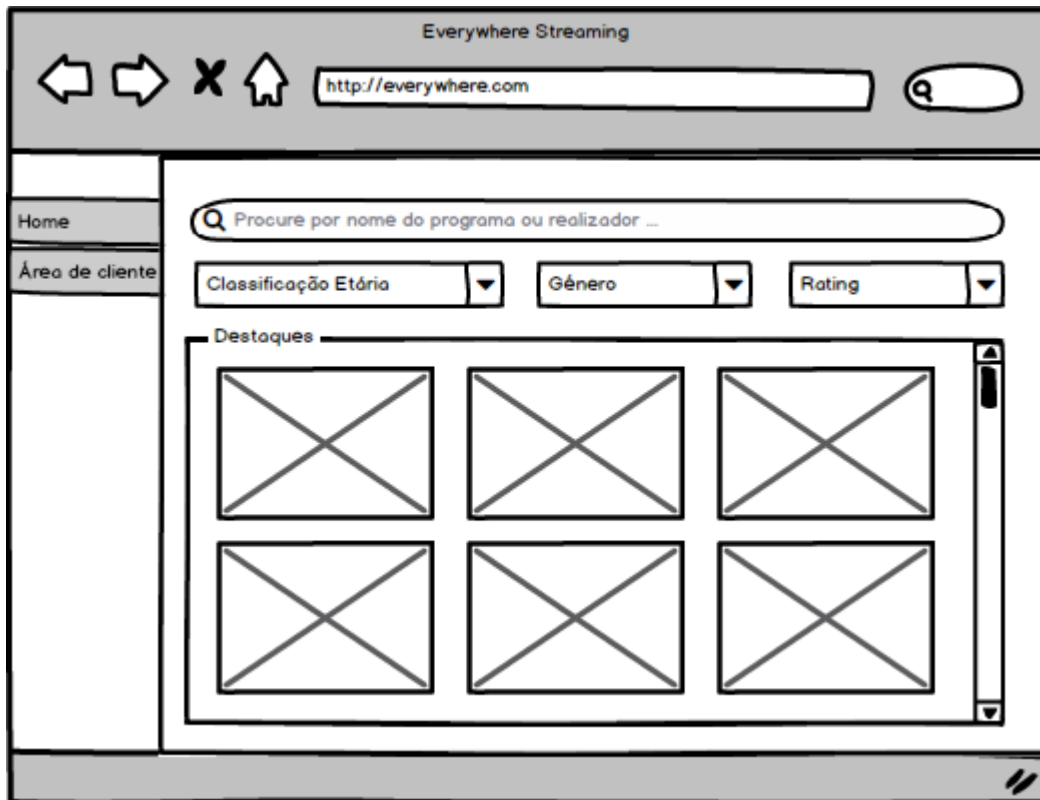 Everywhere Streaming
http://everywhere.com
Home
Área de cliente
Procure por nome do programa ou realizador ...
Classificação Etária
Género
Rating
Destaques